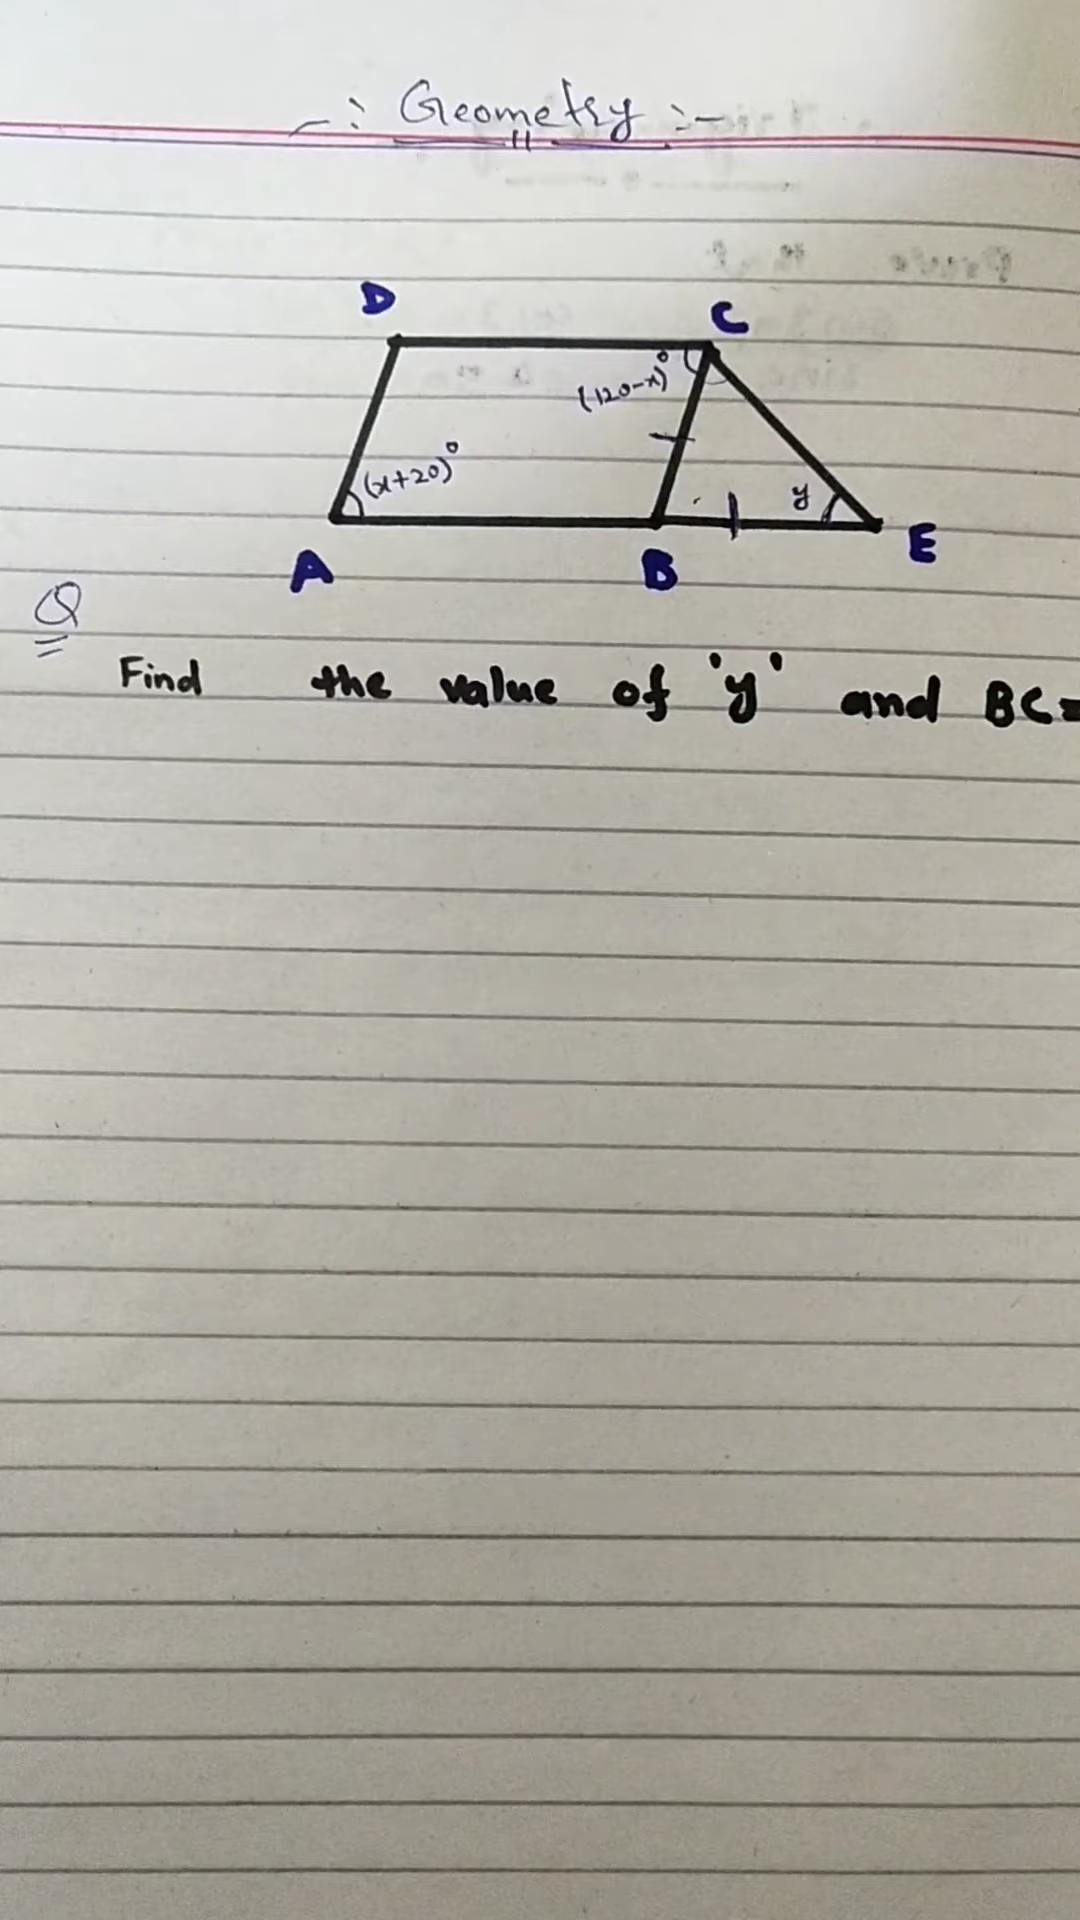 -: Geometry :-
D
C
(120-x)°
(x+20)°
y
A
B
E
Q
Find the value of 'y' and BC=